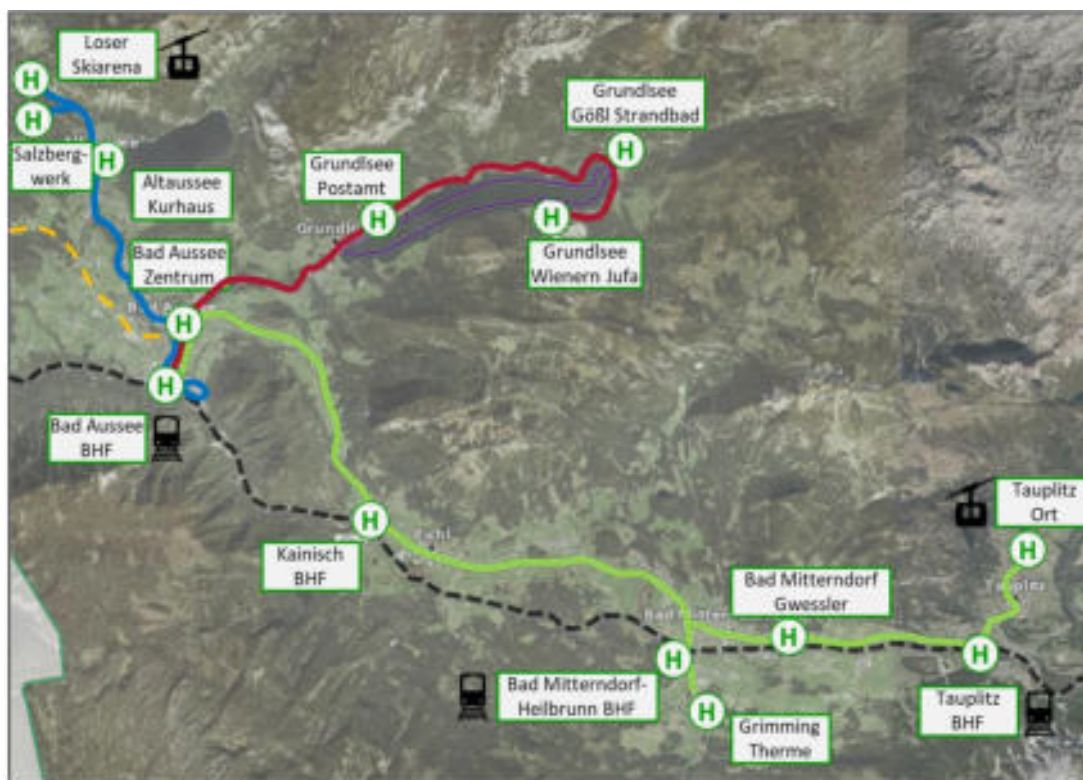 Loser
Skiarena
H
H
Salzberg-
werk
H
Altaussee
Kurhaus
Grundlsee
Gößl Strandbad
H
Grundlsee
Postamt
H
H
Grundlsee
Wienern Jufa
Bad Aussee
Zentrum
H
H
Bad Aussee
BHF
H
Kainisch
BHF
Tauplitz
Ort
H
Tauplitz
Bad Mitterndorf
Gwessler
H
H
Bad Mitterndorf-
Heilbrunn BHF
H
Grimming
Therme
H
Tauplitz
BHF